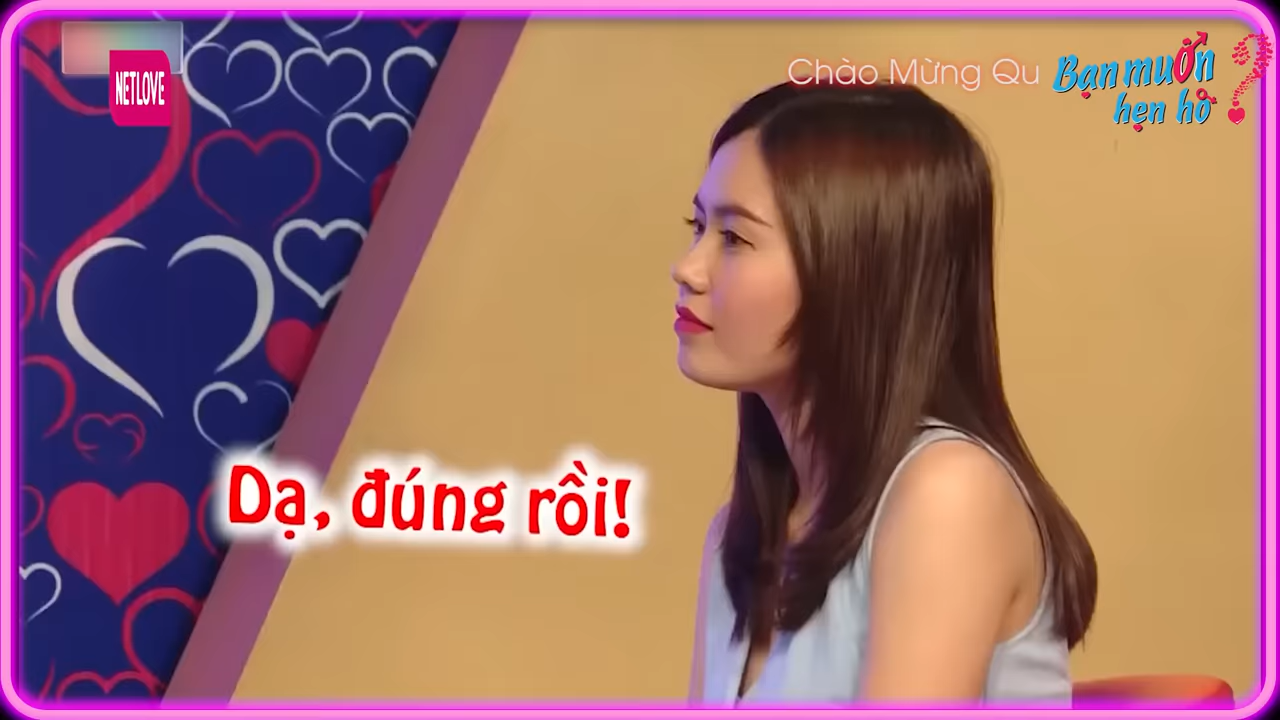 NETLOVE
Chào Mừng Qu
Bạn muốn
hẹn hò
?
Dạ, đúng rồi!